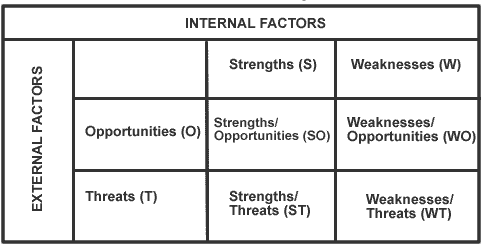 INTERNAL FACTORS
EXTERNAL FACTORS
Strengths (S)
Weaknesses (W)
Opportunities (O)
Strengths/
Opportunities (SO)
Weaknesses/
Opportunities (WO)
Threats (T)
Strengths/
Threats (ST)
Weaknesses/
Threats (WT)